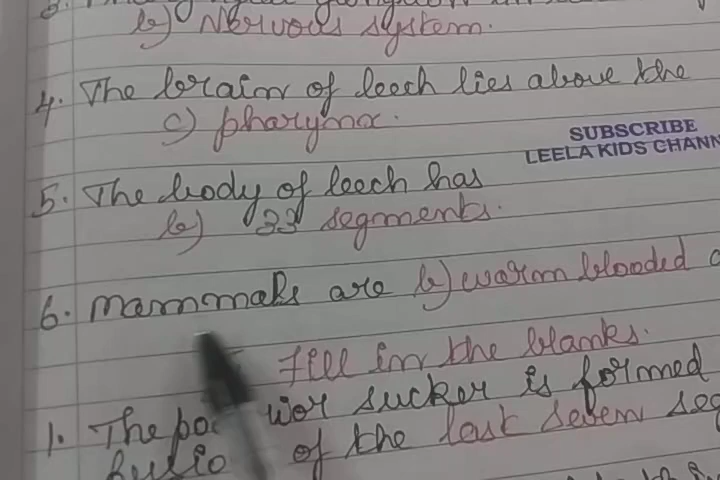 b) Nervous system.
4. The brain of leech lies above the
c) pharynx.
SUBSCRIBE
LEELA KIDS CHANN
5. The body of leech has
b) 33 segments.
6. Mammals are b) warm blooded
Fill in the blanks.
1. The wor sucker is formed
of the last seven seg